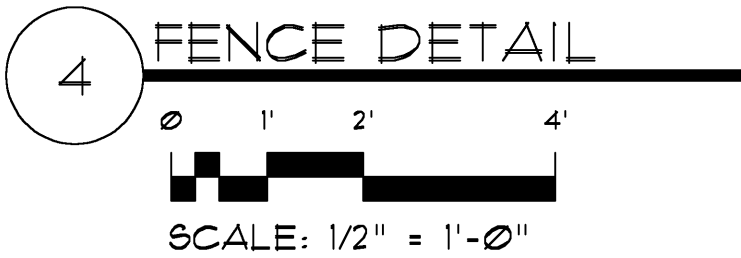 4
FENCE DETAIL
Ø 1' 2' 4'
SCALE: 1/2" = 1'-Ø"